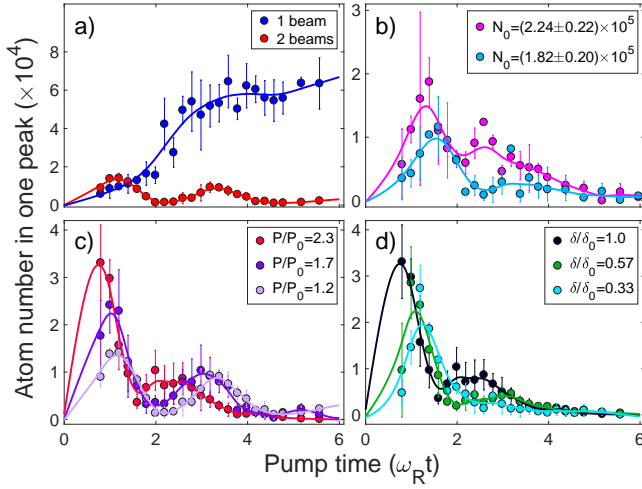 a)
1 beam
2 beams
8
6
4
2
0
b)
N0=(2.24±0.22)×10^5
N0=(1.82±0.20)×10^5
3
2
1
0
Atom number in one peak (×10^4)
c)
P/P0=2.3
P/P0=1.7
P/P0=1.2
4
3
2
1
0
0 2 4 6
d)
δ/δ0=1.0
δ/δ0=0.57
δ/δ0=0.33
4
3
2
1
0
0 2 4 6
Pump time (ωRt)